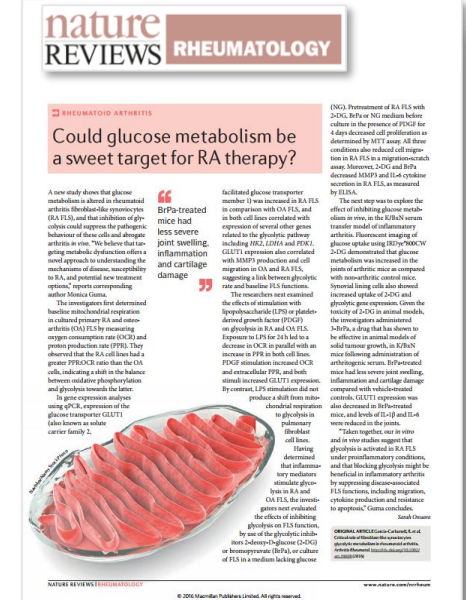 nature
REVIEWS
RHEUMATOLOGY
RHEUMATOID ARTHRITIS
Could glucose metabolism be
a sweet target for RA therapy?
A new study shows that glucose
metabolism is altered in rheumatoid
arthritis fibroblast-like synoviocytes
(RA FLS), and that inhibition of gly-
colysis could suppress the pathogenic
behaviour of these cells and abrogate
arthritis in vivo. "We believe that tar-
geting metabolic dysfunction offers a
novel approach to understanding the
mechanisms of disease, susceptibility
to RA, and potential new treatment
options," reports corresponding
author Monica Guma.
The investigators first determined
baseline mitochondrial respiration
in cultured primary RA and osteo-
arthritis (OA) FLS by measuring
oxygen consumption rate (OCR) and
proton production rate (PPR). They
observed that the RA cell lines had a
greater PPR:OCR ratio than the OA
cells, indicating a shift in the balance
between oxidative phosphorylation
and glycolysis towards the latter.
In gene expression analyses
using qPCR, expression of the
glucose transporter GLUT1
(also known as solute
carrier family 2,
BrPa-treated
mice had
less severe
joint swelling,
inflammation
and cartilage
damage
facilitated glucose transporter
member 1) was increased in RA FLS
in comparison with OA FLS, and
in both cell lines correlated with
expression of several other genes
related to the glycolytic pathway
including HK2, LDHA and PDK1.
GLUT1 expression also correlated
with MMP3 production and cell
migration in OA and RA FLS,
suggesting a link between glycolytic
rate and baseline FLS functions.
The researchers next examined
the effects of stimulation with
lipopolysaccharide (LPS) or platelet-
derived growth factor (PDGF)
on glycolysis in RA and OA FLS.
Exposure to LPS for 24 h led to a
decrease in OCR in parallel with an
increase in PPR in both cell lines.
PDGF stimulation increased OCR
and extracellular PPR, and both
stimuli increased GLUT1 expression.
By contrast, LPS stimulation did not
produce a shift from mito-
chondrial respiration
to glycolysis in
pulmonary
fibroblast
cell lines.
Having
determined
that inflamma-
tory mediators
stimulate glyco-
lysis in RA and
OA FLS, the investi-
gators next evaluated
the effects of inhibiting
glycolysis on FLS function,
by use of the glycolytic inhib-
itors 2-deoxy-D-glucose (2-DG)
or bromopyruvate (BrPa), or culture
of FLS in a medium lacking glucose
(NG). Pretreatment of RA FLS with
2-DG, BrPa or NG medium before
culture in the presence of PDGF for
4 days decreased cell proliferation as
determined by MTT assay. All three
conditions also reduced cell migra-
tion in RA FLS in a migration-scratch
assay. Moreover, 2-DG and BrPa
decreased MMP3 and IL-6 cytokine
secretion in RA FLS, as measured
by ELISA.
The next step was to explore the
effect of inhibiting glucose metab-
olism in vivo, in the K/BxN serum
transfer model of inflammatory
arthritis. Fluorescent imaging of
glucose uptake using IRDye®800CW
2-DG demonstrated that glucose
metabolism was increased in the
joints of arthritic mice as compared
with non-arthritic control mice.
Synovial lining cells also showed
increased uptake of 2-DG and
glycolytic gene expression. Given the
toxicity of 2-DG in animal models,
the investigators administered
3-BrPa, a drug that has shown to
be effective in animal models of
solid tumour growth, in K/BxN
mice following administration of
arthritogenic serum. BrPa-treated
mice had less severe joint swelling,
inflammation and cartilage damage
compared with vehicle-treated
controls. GLUT1 expression was
also decreased in BrPa-treated
mice, and levels of IL-1β and IL-6
were reduced in the joints.
"Taken together, our in vitro
and in vivo studies suggest that
glycolysis is activated in RA FLS
under proinflammatory conditions,
and that blocking glycolysis might be
beneficial in inflammatory arthritis
by suppressing disease-associated
FLS functions, including migration,
cytokine production and resistance
to apoptosis," Guma concludes.
Sarah Onuora
ORIGINAL ARTICLE Garcia-Carbonell, R. et al.
Critical role of fibroblast-like synoviocytes
glycolytic metabolism in rheumatoid arthritis.
Arthritis Rheumatol.
NATURE REVIEWS | RHEUMATOLOGY
www.nature.com/nrrheum
© 2016 Macmillan Publishers Limited. All rights reserved.